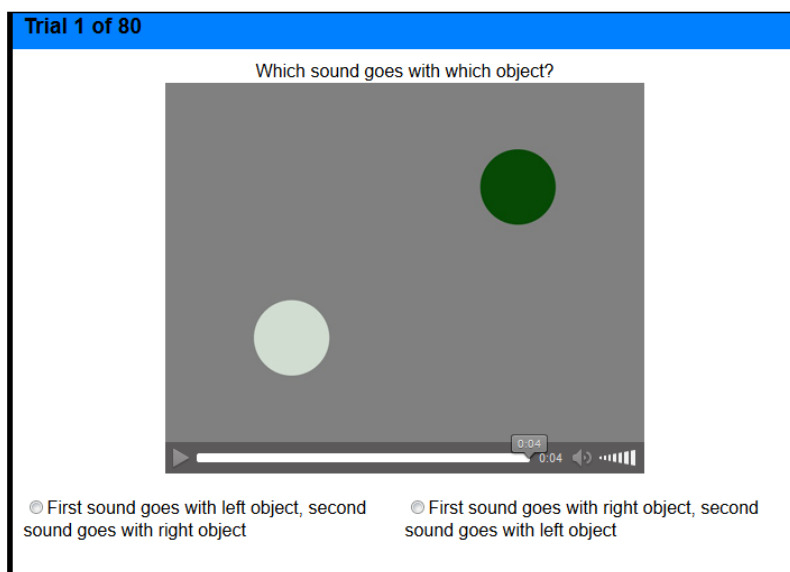 Trial 1 of 80
Which sound goes with which object?
0:04
0:04
First sound goes with left object, second
sound goes with right object
First sound goes with right object, second
sound goes with left object